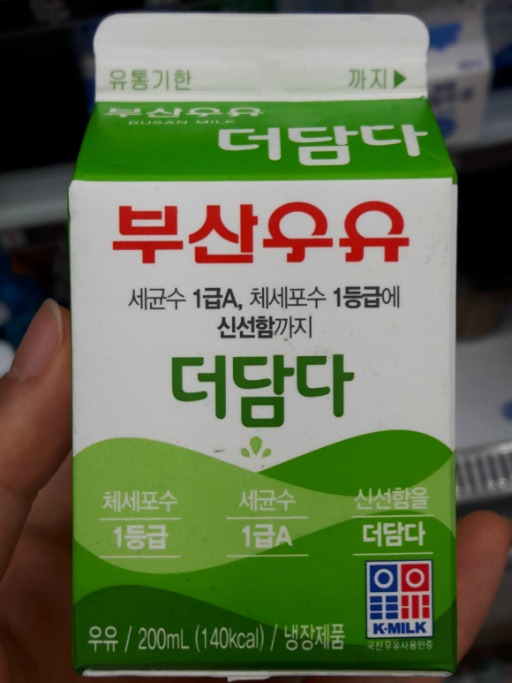 유통기한 까지▶
부산우유
BUSAN MILK
더담다
부산우유
세균수 1급A, 체세포수 1등급에
신선함까지
더담다
체세포수 세균수 신선함을
1등급 1급A 더담다
K·MILK
국산우유사용인증
우유 / 200mL (140kcal) / 냉장제품